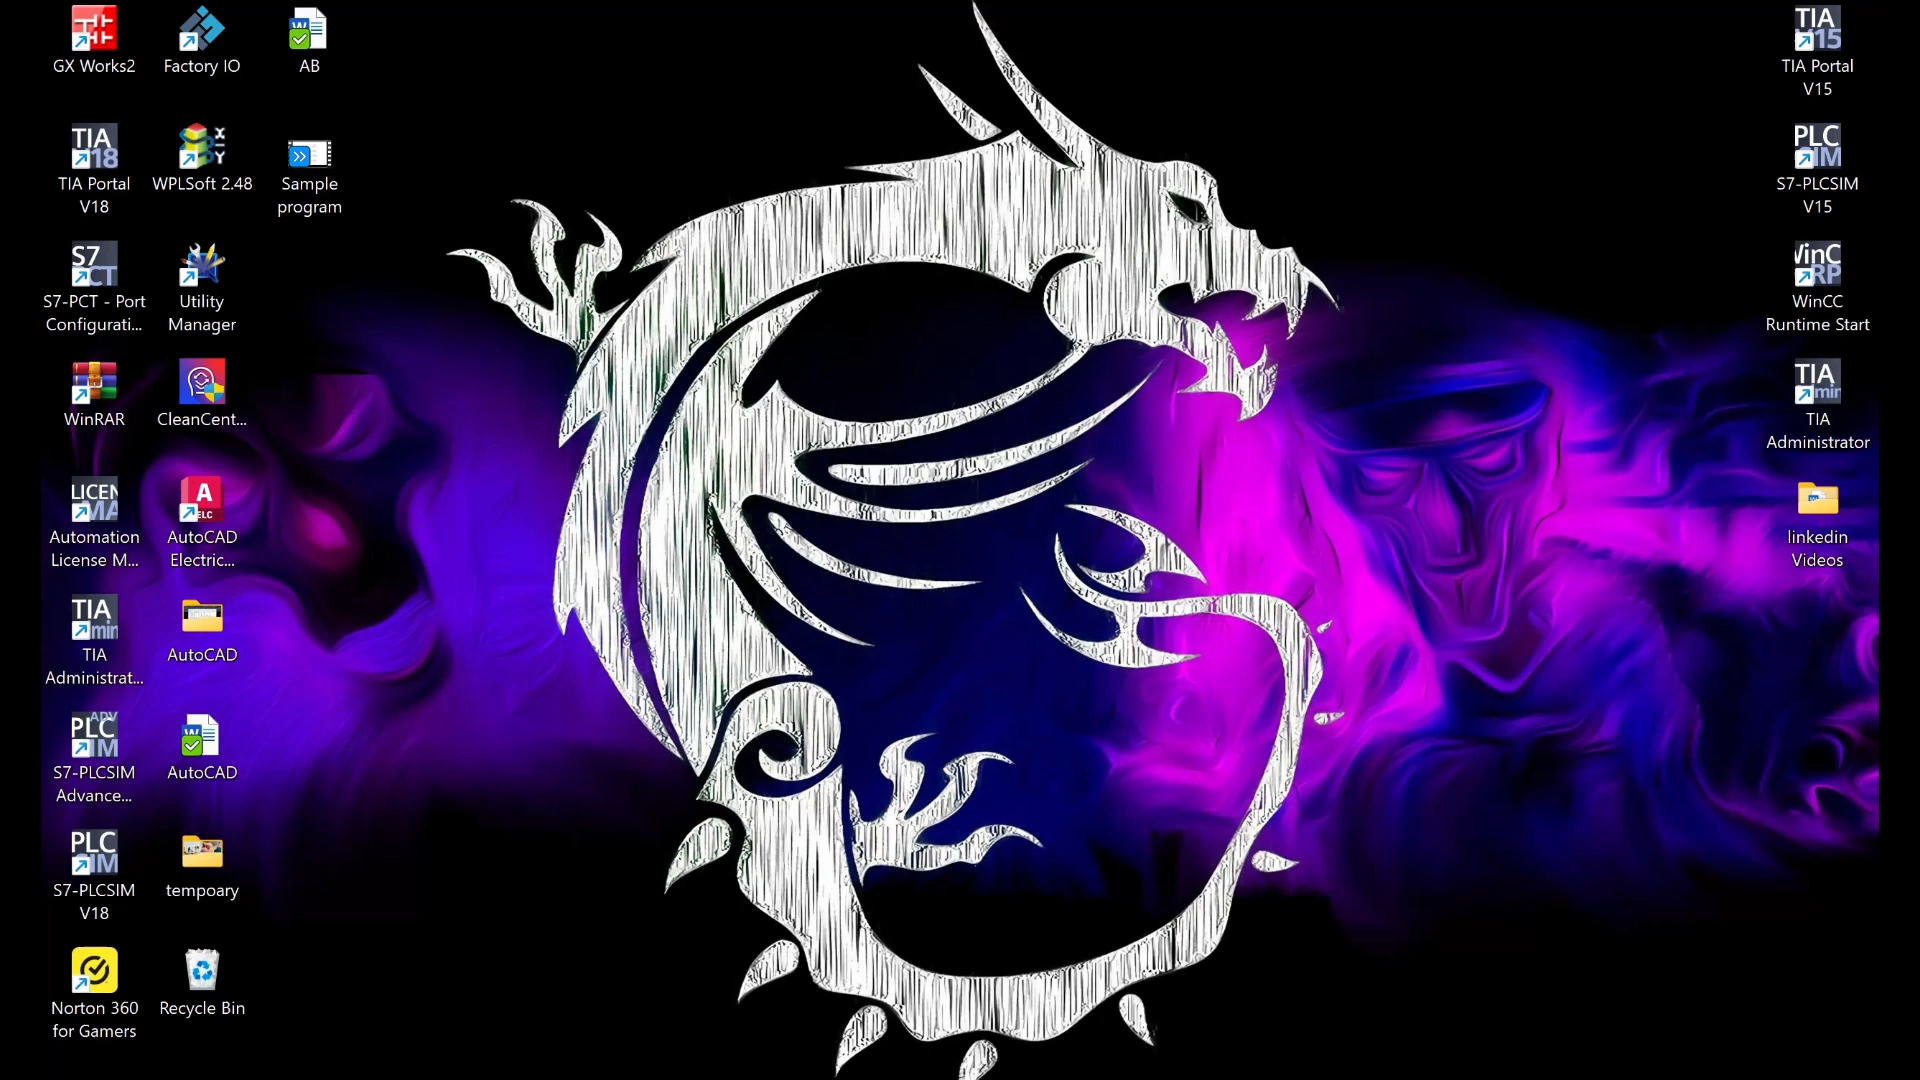 GX Works2
Factory IO
AB
TIA Portal
V18
WPLSoft 2.48
Sample
program
S7-PCT - Port
Configurati...
Utility
Manager
WinRAR
CleanCent...
Automation
License M...
AutoCAD
Electric...
TIA
Administrat...
AutoCAD
S7-PLCSIM
Advance...
AutoCAD
S7-PLCSIM
V18
tempoary
Norton 360
for Gamers
Recycle Bin
TIA Portal
V15
S7-PLCSIM
V15
WinCC
Runtime Start
TIA
Administrator
linkedin
Videos